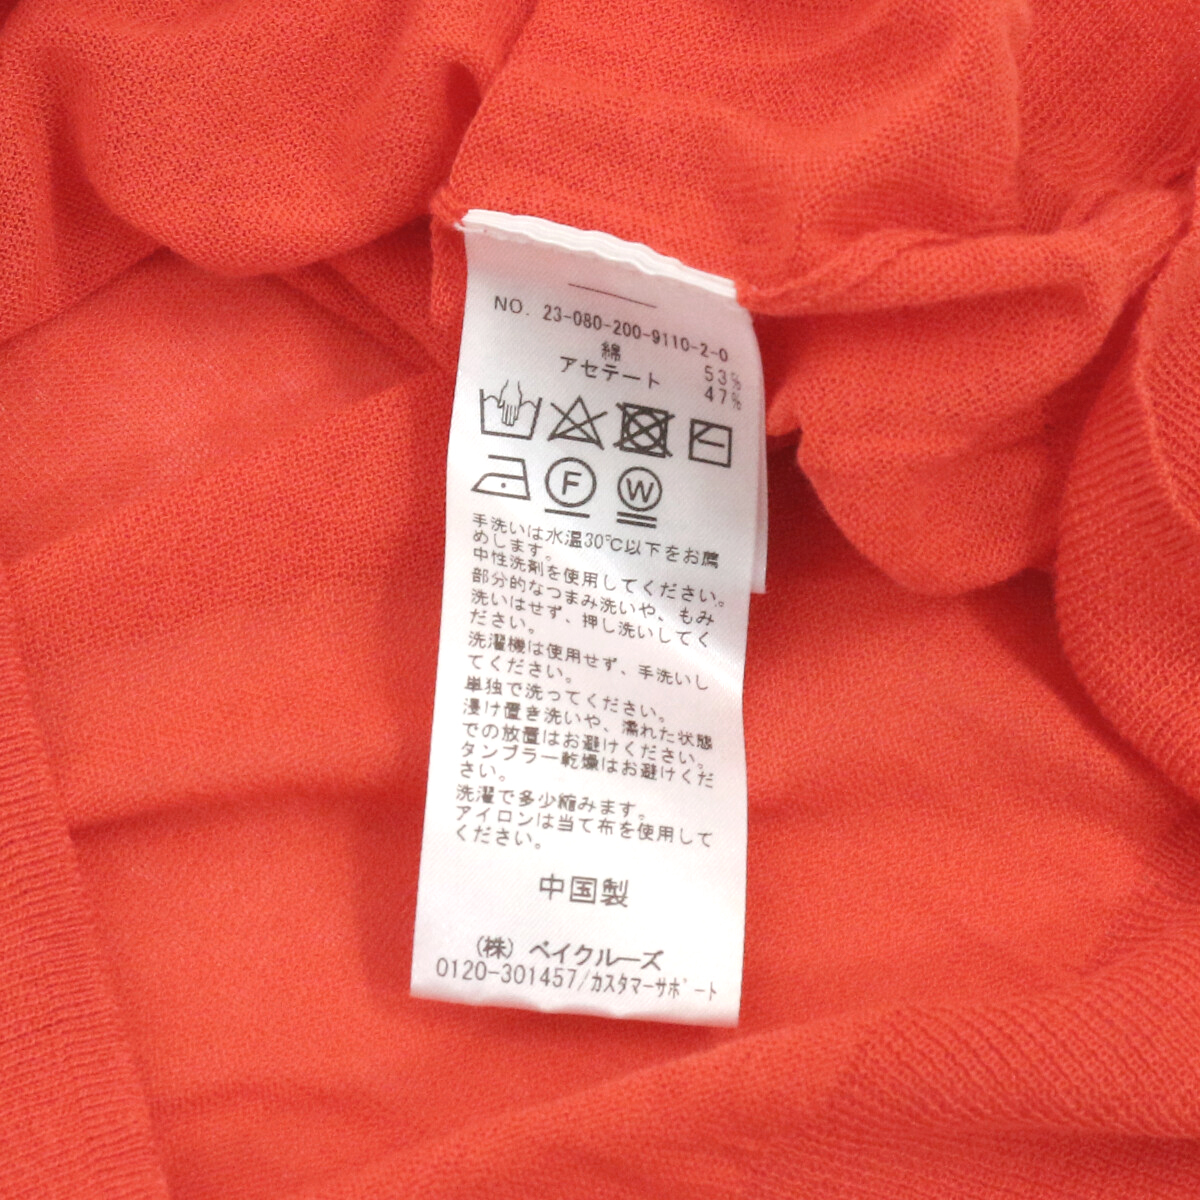 NO. 23-080-200-9110-2-0
綿 53%
アセテート 47%
F W
手洗いは水温30℃以下をお薦
めします。
中性洗剤を使用してください。
部分的なつまみ洗いや、もみ
洗いはせず、押し洗いしてく
ださい。
洗濯機は使用せず、手洗いし
てください。
単独で洗ってください。
浸け置き洗いや、濡れた状態
での放置はお避けください。
タンブラー乾燥はお避けくだ
さい。
洗濯で多少縮みます。
アイロンは当て布を使用して
ください。
中国製
(株) ベイクルーズ
0120-301457/カスタマーサポート